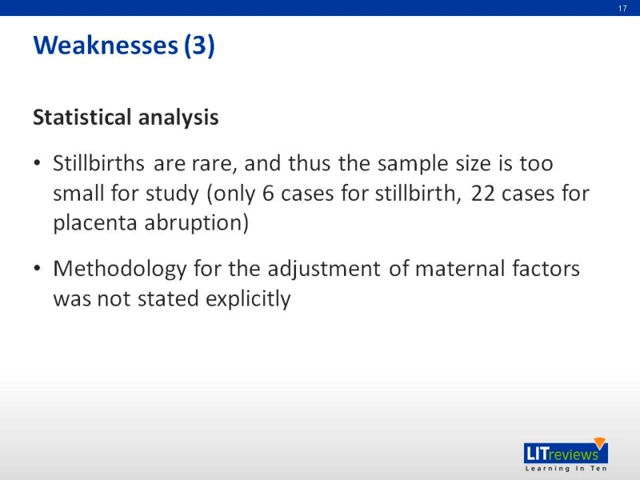 17
Weaknesses (3)
Statistical analysis
• Stillbirths are rare, and thus the sample size is too
small for study (only 6 cases for stillbirth, 22 cases for
placenta abruption)
• Methodology for the adjustment of maternal factors
was not stated explicitly
LITreviews
Learning In Ten